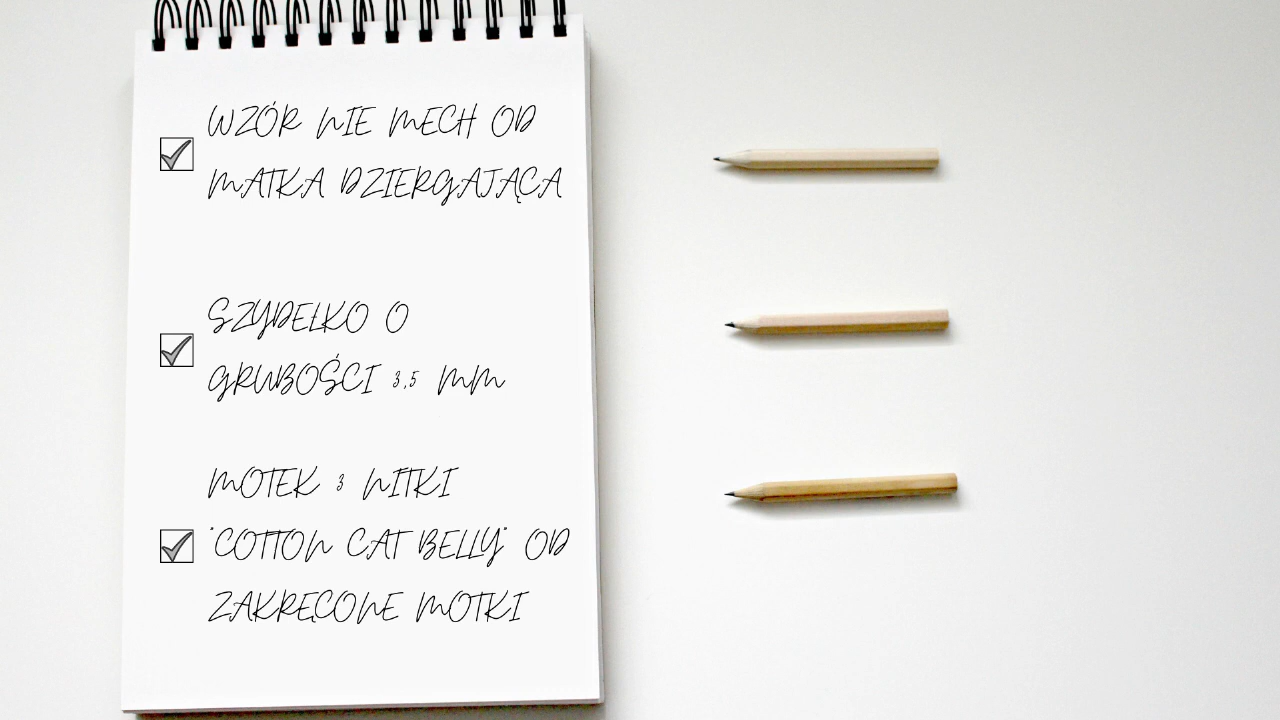 WZÓR NIE MECH OD
MATKA DZIERGAJĄCA
SZYDEŁKO O
GRUBOŚCI 3,5 MM
MOTEK 3 NITKI
"COTTON CAT BELLY" OD
ZAKRĘCONE MOTKI